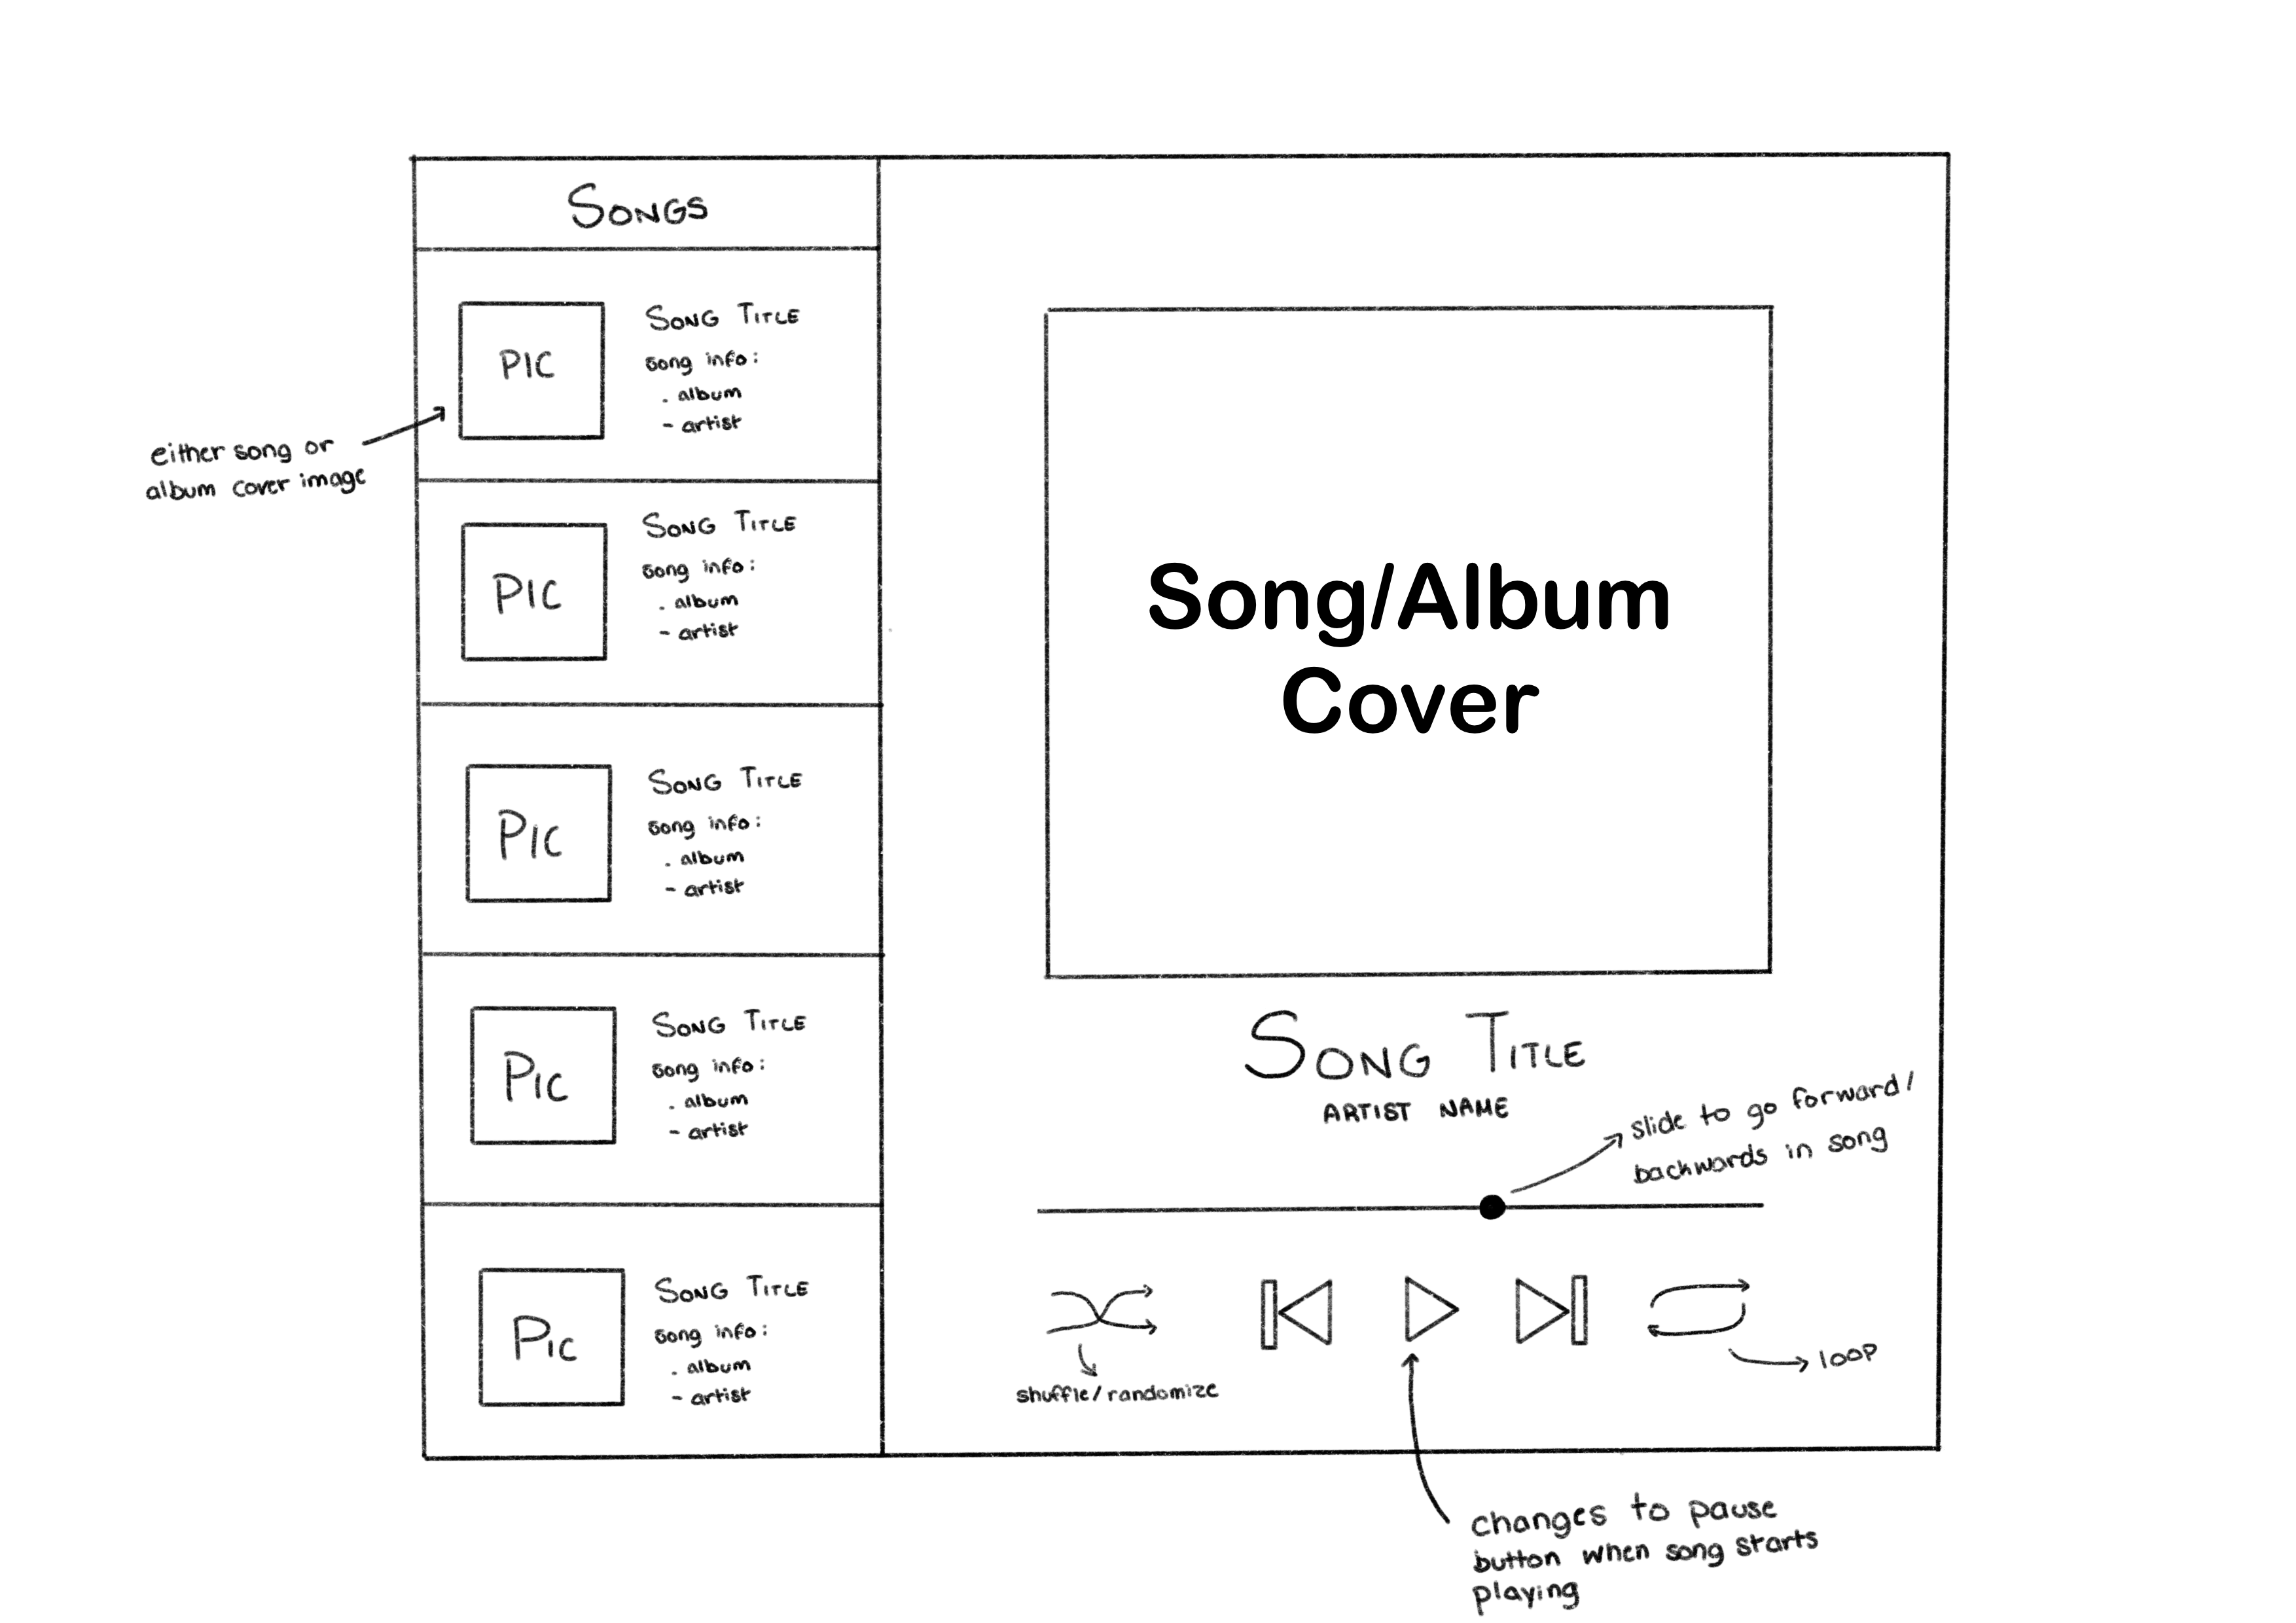 SONGS
PIC
SONG TITLE
song info:
. album
- artist
either song or
album cover image
PIC
SONG TITLE
song info:
. album
- artist
PIC
SONG TITLE
song info:
. album
- artist
PIC
SONG TITLE
song info:
. album
- artist
PIC
SONG TITLE
song info:
. album
- artist
Song/Album
Cover
SONG TITLE
ARTIST NAME
slide to go forward/
backwards in song
shuffle/randomize
loop
changes to pause
button when song starts
playing